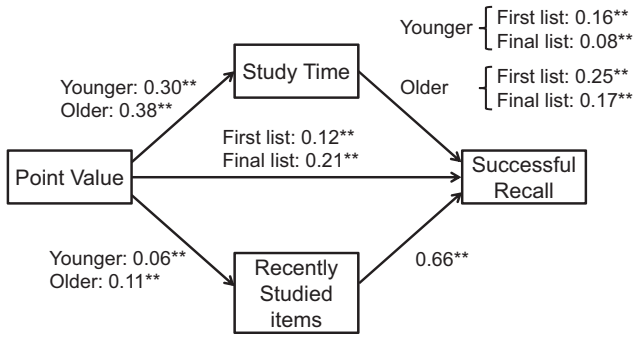 Younger
First list: 0.16**
Final list: 0.08**
Older
First list: 0.25**
Final list: 0.17**
Study Time
Younger: 0.30**
Older: 0.38**
First list: 0.12**
Final list: 0.21**
Point Value
Successful
Recall
Younger: 0.06**
Older: 0.11**
Recently
Studied
items
0.66**